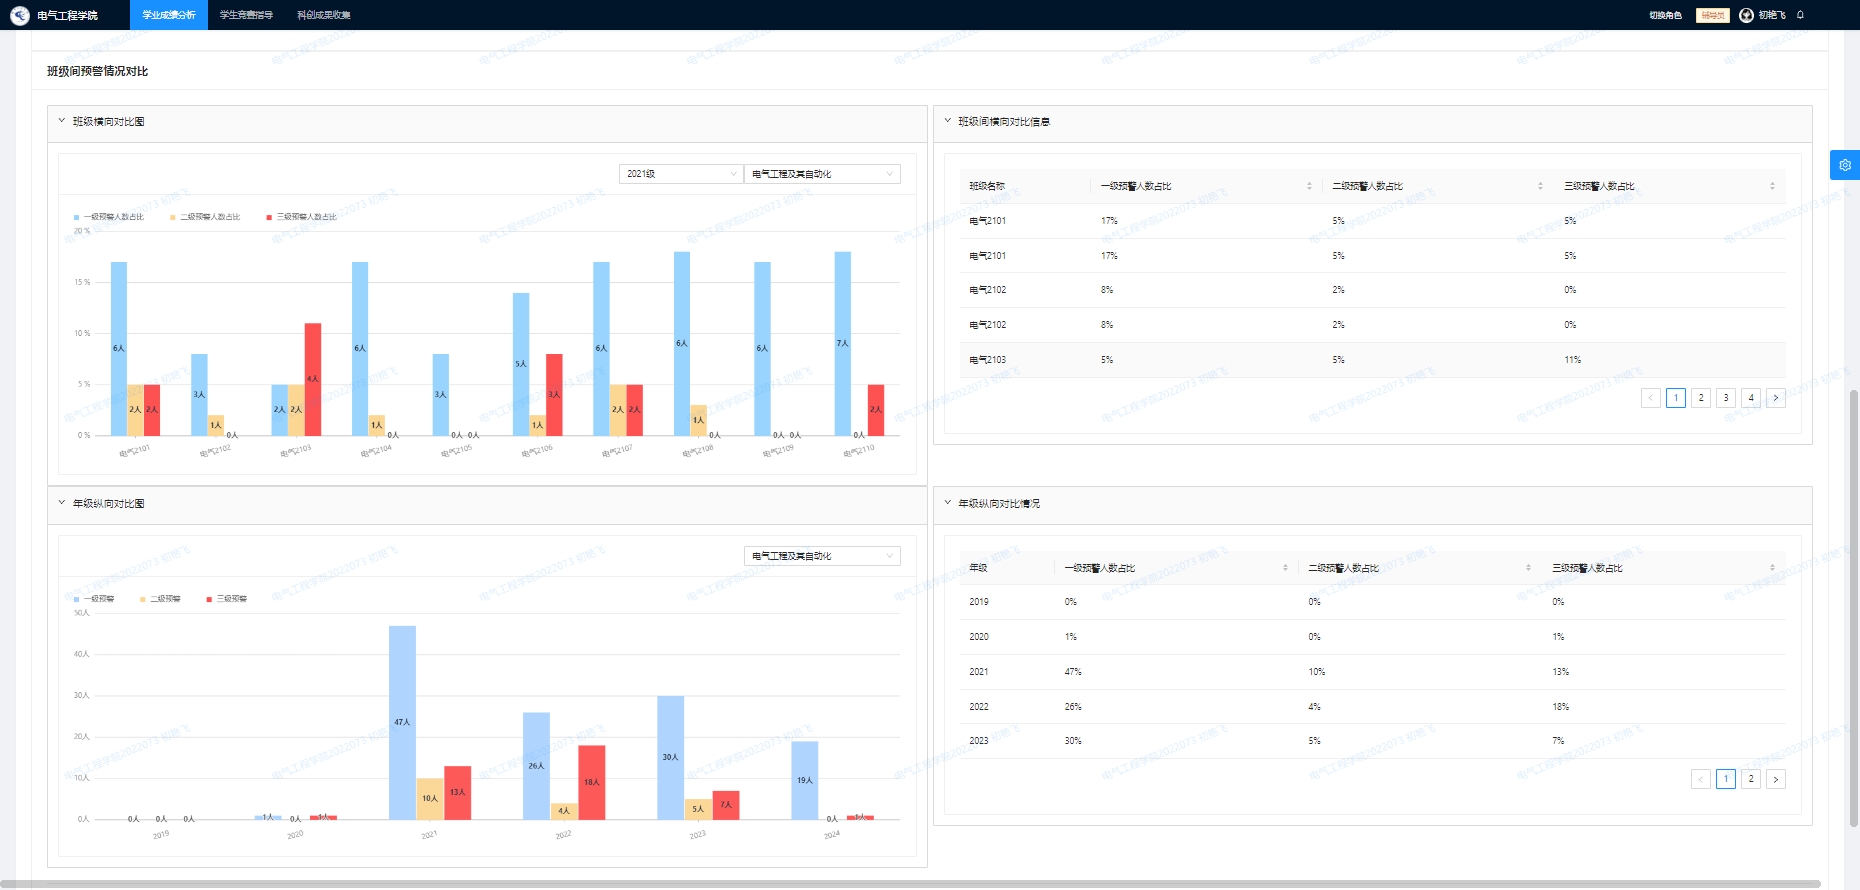 电气工程学院 学业成绩分析 学生竞赛指导 科创成果收集 切换角色 辅导员 初艳飞
班级间预警情况对比
班级横向对比图
2021级 电气工程及其自动化
一级预警人数占比 二级预警人数占比 三级预警人数占比
20 %
15 %
10 %
5 %
0 %
6人 2人 2人
3人 1人 0人
2人 2人 4人
6人 1人 0人
3人 0人 0人
5人 1人 3人
6人 2人 2人
6人 1人 0人
6人 0人 0人
7人 0人 2人
电气2101 电气2102 电气2103 电气2104 电气2105 电气2106 电气2107 电气2108 电气2109 电气2110
班级间横向对比信息
班级名称 一级预警人数占比 二级预警人数占比 三级预警人数占比
电气2101 17% 5% 5%
电气2101 17% 5% 5%
电气2102 8% 2% 0%
电气2102 8% 2% 0%
电气2103 5% 5% 11%
< 1 2 3 4 >
年级纵向对比图
电气工程及其自动化
一级预警 二级预警 三级预警
50人
40人
30人
20人
10人
0人
0人 0人 0人
1人 0人 1人
47人 10人 13人
26人 4人 18人
30人 5人 7人
19人 0人 1人
2019 2020 2021 2022 2023 2024
年级纵向对比情况
年级 一级预警人数占比 二级预警人数占比 三级预警人数占比
2019 0% 0% 0%
2020 1% 0% 1%
2021 47% 10% 13%
2022 26% 4% 18%
2023 30% 5% 7%
< 1 2 >
电气工程学院2022073 初艳飞